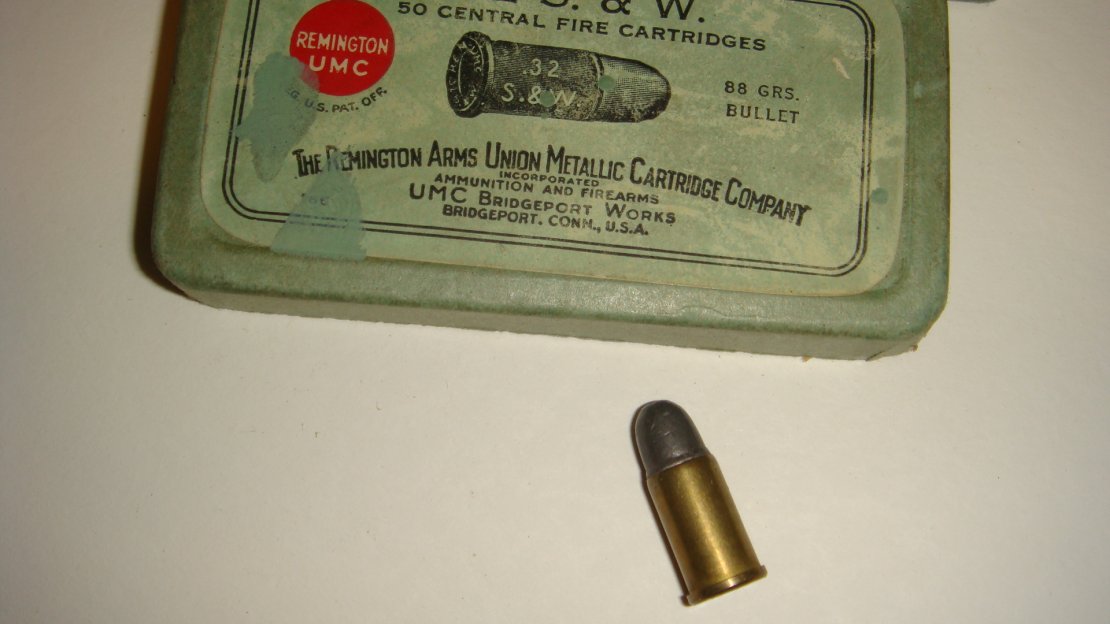 S. & W.
50 CENTRAL FIRE CARTRIDGES
REMINGTON
UMC
U.S. PAT. OFF.
.32
S. & W.
88 GRS.
BULLET
THE REMINGTON ARMS UNION METALLIC CARTRIDGE COMPANY
INCORPORATED
AMMUNITION AND FIREARMS
UMC BRIDGEPORT WORKS
BRIDGEPORT. CONN., U.S.A.